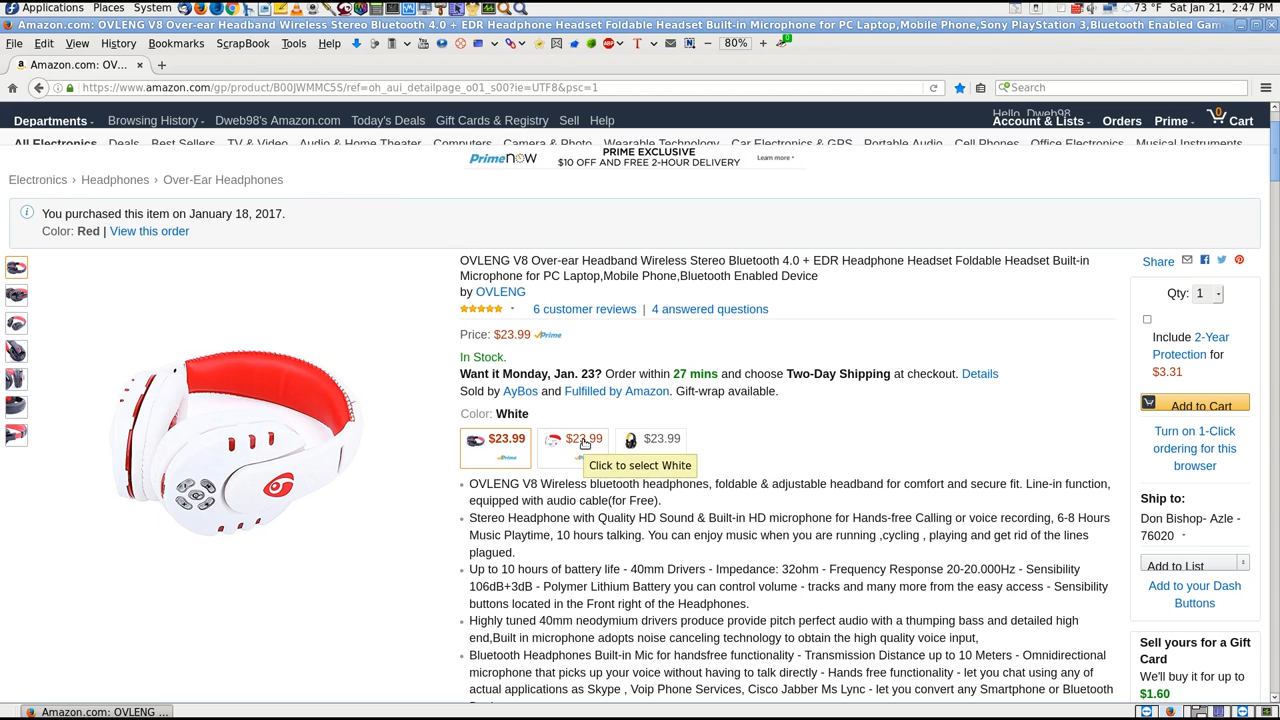 Applications Places System 73 °F Sat Jan 21, 2:47 PM
Amazon.com: OVLENG V8 Over-ear Headband Wireless Stereo Bluetooth 4.0 + EDR Headphone Headset Foldable Headset Built-in Microphone for PC Laptop,Mobile Phone,Sony PlayStation 3,Bluetooth Enabled Gam
File Edit View History Bookmarks ScrapBook Tools Help 80%
Amazon.com: OV...
https://www.amazon.com/gp/product/B00JWMMC5S/ref=oh_aui_detailpage_o01_s00?ie=UTF8&psc=1 Search
Hello, Dweb98
Departments Browsing History Dweb98's Amazon.com Today's Deals Gift Cards & Registry Sell Help Account & Lists Orders Prime 0 Cart
All Electronics Deals Best Sellers TV & Video Audio & Home Theater Computers Camera & Photo Wearable Technology Car Electronics & GPS Portable Audio Cell Phones Office Electronics Musical Instruments
Prime now PRIME EXCLUSIVE
$10 OFF AND FREE 2-HOUR DELIVERY Learn more
Electronics › Headphones › Over-Ear Headphones
You purchased this item on January 18, 2017.
Color: Red | View this order
OVLENG V8 Over-ear Headband Wireless Stereo Bluetooth 4.0 + EDR Headphone Headset Foldable Headset Built-in
Microphone for PC Laptop,Mobile Phone,Bluetooth Enabled Device
by OVLENG
6 customer reviews | 4 answered questions
Price: $23.99 Prime
In Stock.
Want it Monday, Jan. 23? Order within 27 mins and choose Two-Day Shipping at checkout. Details
Sold by AyBos and Fulfilled by Amazon. Gift-wrap available.
Color: White
$23.99 $23.99 $23.99
Prime
Click to select White
OVLENG V8 Wireless bluetooth headphones, foldable & adjustable headband for comfort and secure fit. Line-in function,
equipped with audio cable(for Free).
Stereo Headphone with Quality HD Sound & Built-in HD microphone for Hands-free Calling or voice recording, 6-8 Hours
Music Playtime, 10 hours talking. You can enjoy music when you are running ,cycling , playing and get rid of the lines
plagued.
Up to 10 hours of battery life - 40mm Drivers - Impedance: 32ohm - Frequency Response 20-20.000Hz - Sensibility
106dB+3dB - Polymer Lithium Battery you can control volume - tracks and many more from the easy access - Sensibility
buttons located in the Front right of the Headphones.
Highly tuned 40mm neodymium drivers produce provide pitch perfect audio with a thumping bass and detailed high
end,Built in microphone adopts noise canceling technology to obtain the high quality voice input,
Bluetooth Headphones Built-in Mic for handsfree functionality - Transmission Distance up to 10 Meters - Omnidirectional
microphone that picks up your voice without having to talk directly - Hands free functionality - let you chat using any of
actual applications as Skype , Voip Phone Services, Cisco Jabber Ms Lync - let you convert any Smartphone or Bluetooth
Share
Qty: 1
Include 2-Year
Protection for
$3.31
Add to Cart
Turn on 1-Click
ordering for this
browser
Ship to:
Don Bishop- Azle -
76020
Add to List
Add to your Dash
Buttons
Sell yours for a Gift
Card
We'll buy it for up to
$1.60
Amazon.com: OVLENG ...